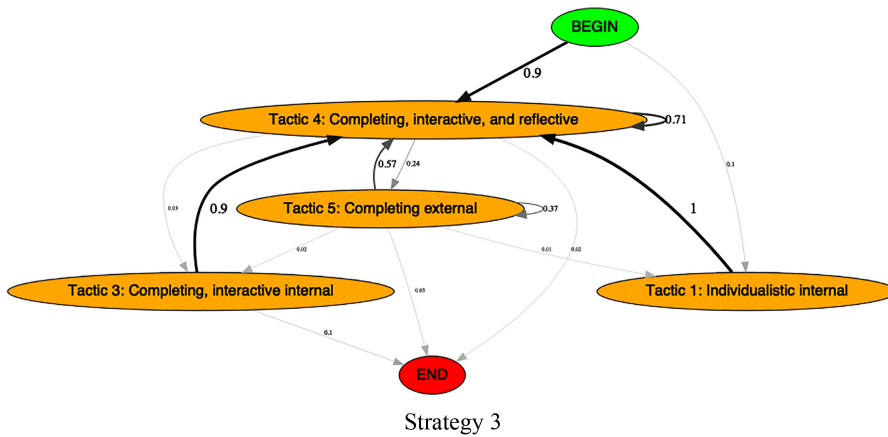 BEGIN
0.9
Tactic 4: Completing, interactive, and reflective
0.71
0.1
0.57
0.24
0.03
0.9
Tactic 5: Completing external
0.37
1
0.02
0.01
0.02
Tactic 3: Completing, interactive internal
0.03
Tactic 1: Individualistic internal
0.1
END
Strategy 3